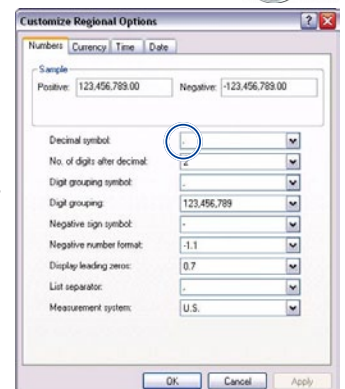 Customize Regional Options
Numbers Currency Time Date
Sample
Positive: 123,456,789.00 Negative: -123,456,789.00
Decimal symbol: .
No. of digits after decimal: 2
Digit grouping symbol: ,
Digit grouping: 123,456,789
Negative sign symbol: -
Negative number format: -1.1
Display leading zeros: 0.7
List separator: ,
Measurement system: U.S.
OK Cancel Apply